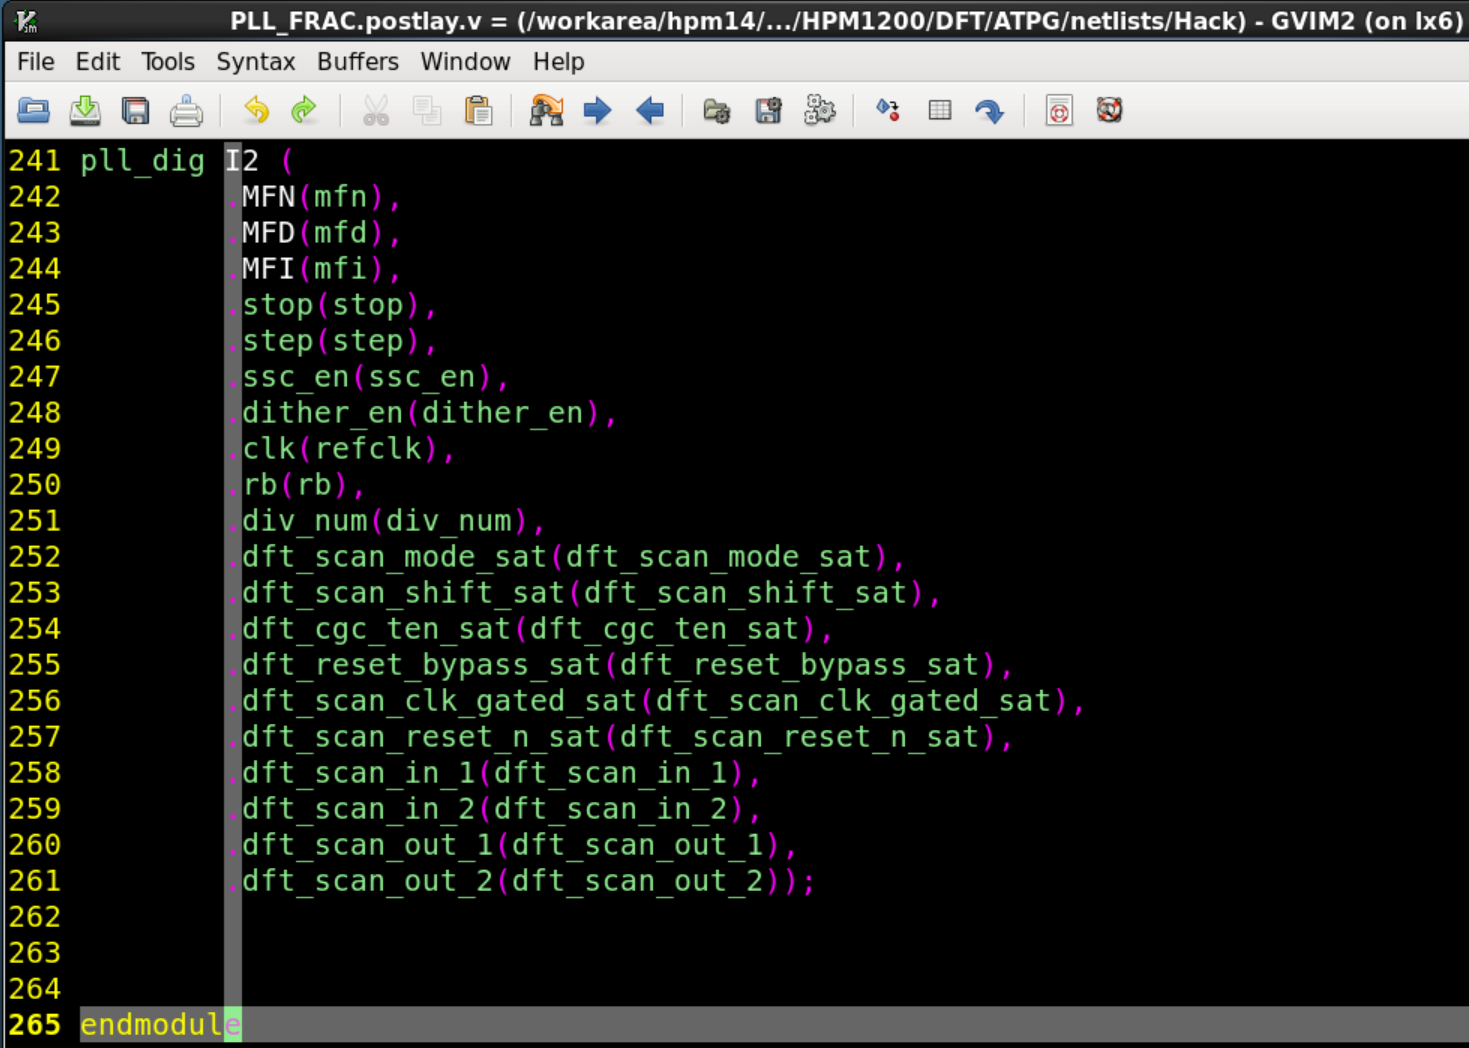 PLL_FRAC.postlay.v = (/workarea/hpm14/.../HPM1200/DFT/ATPG/netlists/Hack) - GVIM2 (on lx6)
File Edit Tools Syntax Buffers Window Help
241 pll_dig I2 (
242 .MFN(mfn),
243 .MFD(mfd),
244 .MFI(mfi),
245 .stop(stop),
246 .step(step),
247 .ssc_en(ssc_en),
248 .dither_en(dither_en),
249 .clk(refclk),
250 .rb(rb),
251 .div_num(div_num),
252 .dft_scan_mode_sat(dft_scan_mode_sat),
253 .dft_scan_shift_sat(dft_scan_shift_sat),
254 .dft_cgc_ten_sat(dft_cgc_ten_sat),
255 .dft_reset_bypass_sat(dft_reset_bypass_sat),
256 .dft_scan_clk_gated_sat(dft_scan_clk_gated_sat),
257 .dft_scan_reset_n_sat(dft_scan_reset_n_sat),
258 .dft_scan_in_1(dft_scan_in_1),
259 .dft_scan_in_2(dft_scan_in_2),
260 .dft_scan_out_1(dft_scan_out_1),
261 .dft_scan_out_2(dft_scan_out_2));
262
263
264
265 endmodule